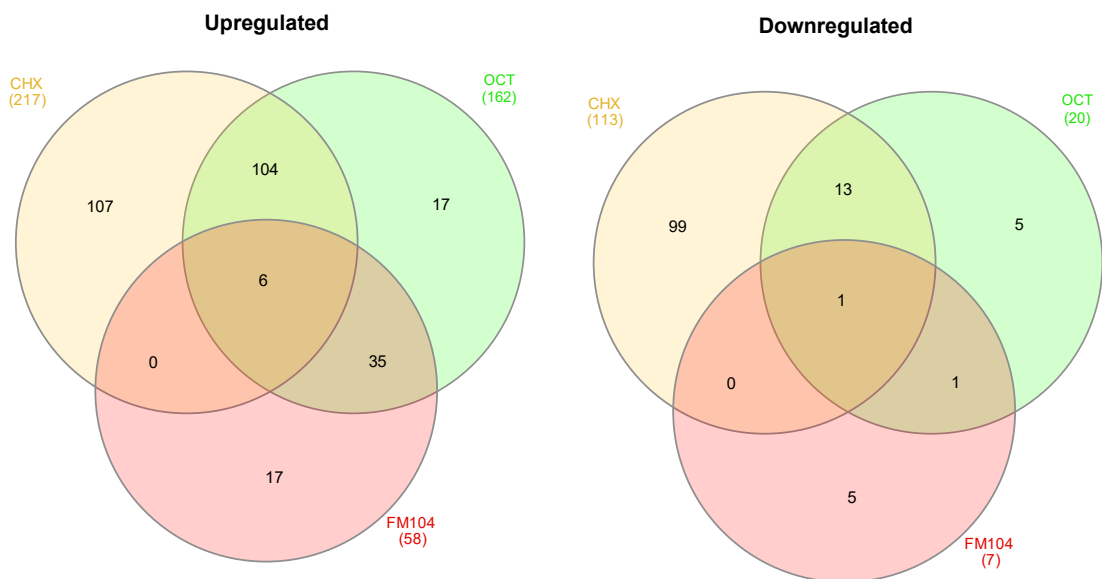 Upregulated
CHX
(217)
OCT
(162)
104
107
17
6
0
35
17
FM104
(58)
Downregulated
CHX
(113)
OCT
(20)
13
99
5
1
0
1
5
FM104
(7)